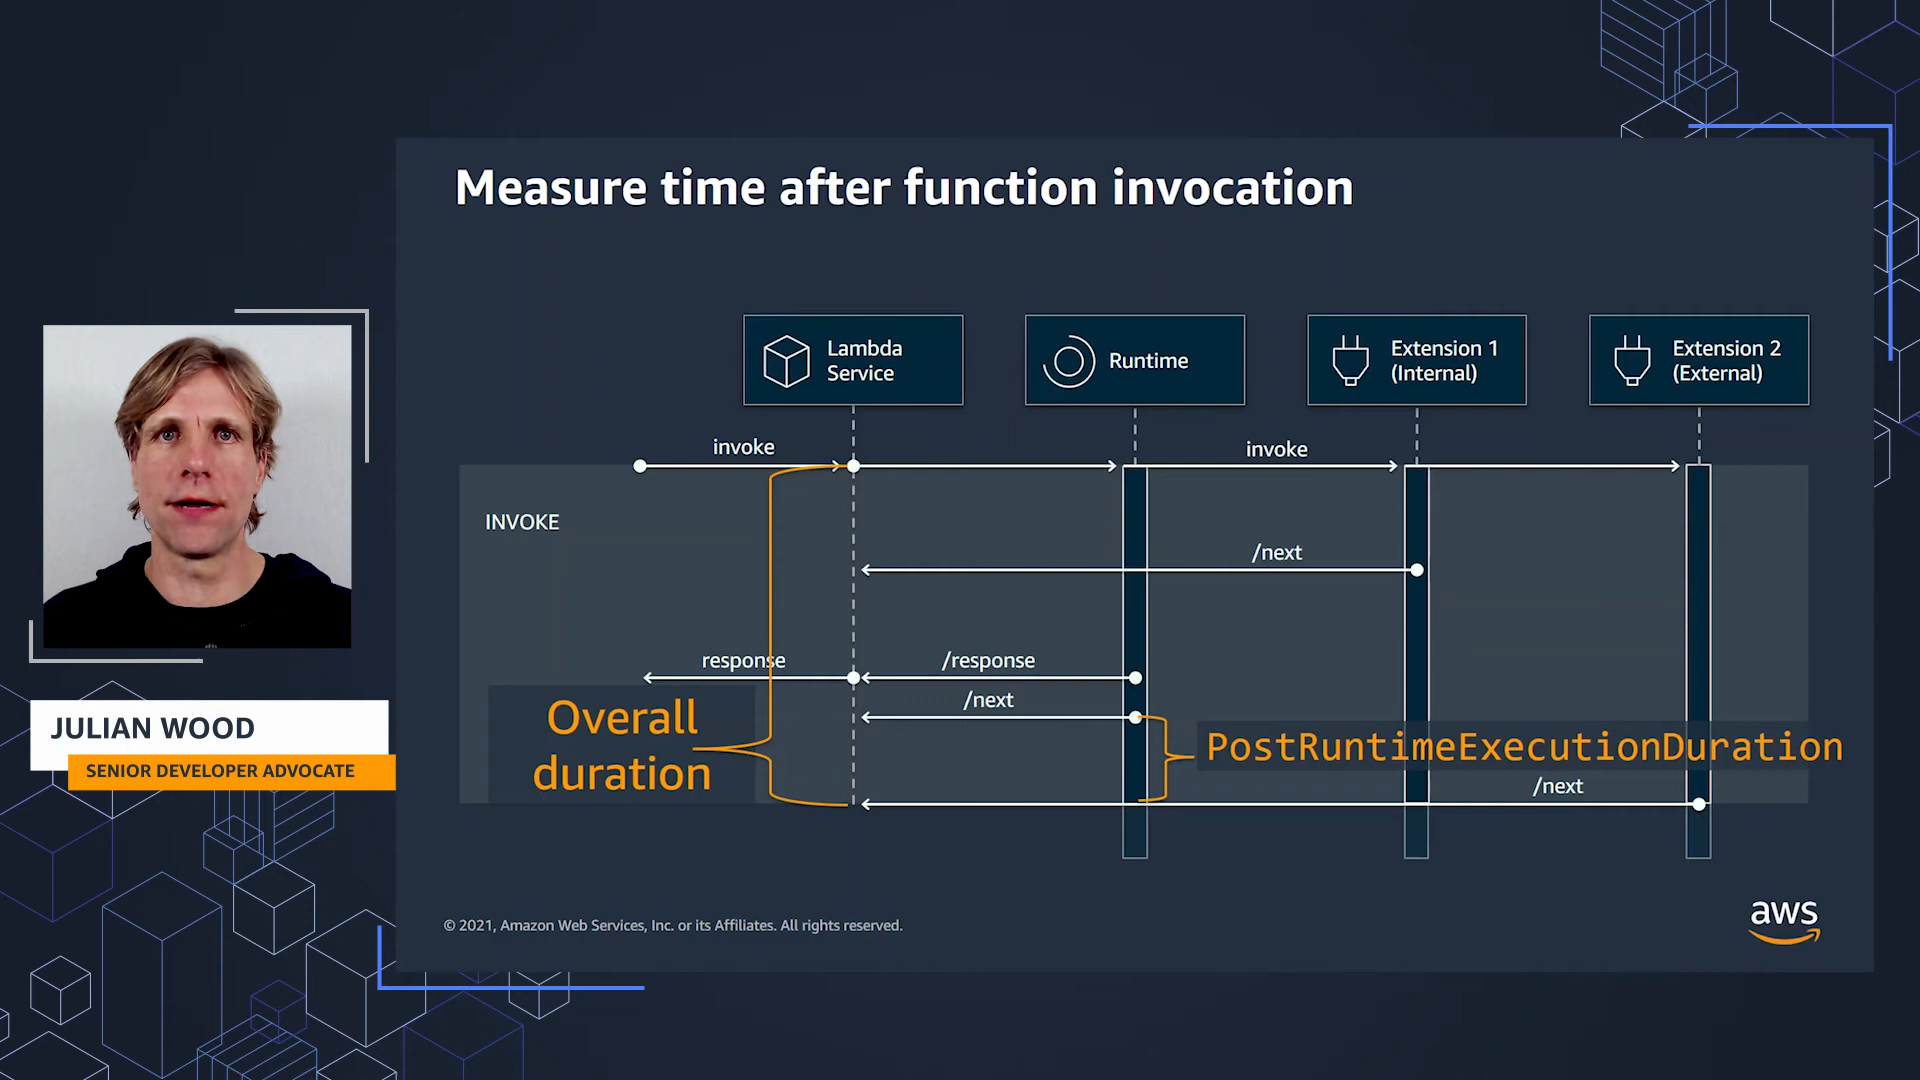 Measure time after function invocation
Lambda
Service
Runtime
Extension 1
(Internal)
Extension 2
(External)
invoke
invoke
INVOKE
/next
response
/response
/next
Overall
duration
PostRuntimeExecutionDuration
/next
JULIAN WOOD
SENIOR DEVELOPER ADVOCATE
© 2021, Amazon Web Services, Inc. or its Affiliates. All rights reserved.
aws